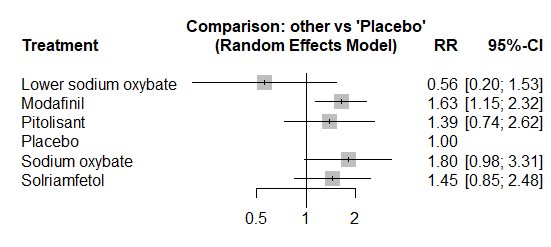 Comparison: other vs 'Placebo'
Treatment (Random Effects Model) RR 95%-CI
Lower sodium oxybate 0.56 [0.20; 1.53]
Modafinil 1.63 [1.15; 2.32]
Pitolisant 1.39 [0.74; 2.62]
Placebo 1.00
Sodium oxybate 1.80 [0.98; 3.31]
Solriamfetol 1.45 [0.85; 2.48]
0.5 1 2